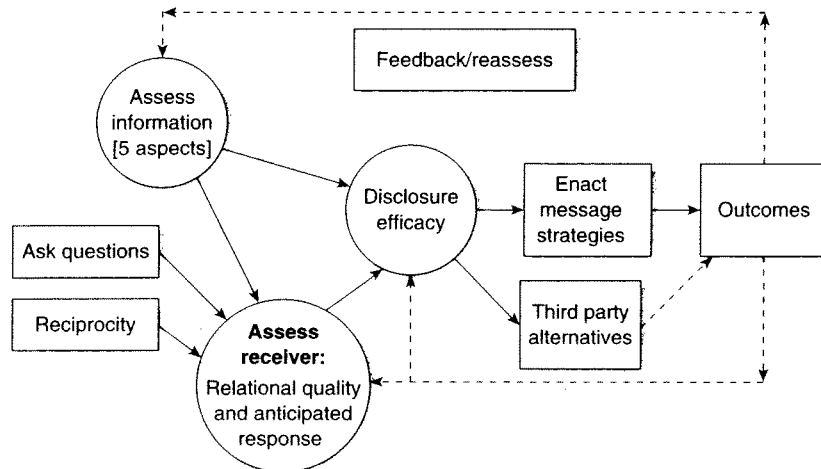 Feedback/reassess
Assess
information
[5 aspects]
Disclosure
efficacy
Enact
message
strategies
Outcomes
Ask questions
Reciprocity
Third party
alternatives
Assess
receiver:
Relational quality
and anticipated
response